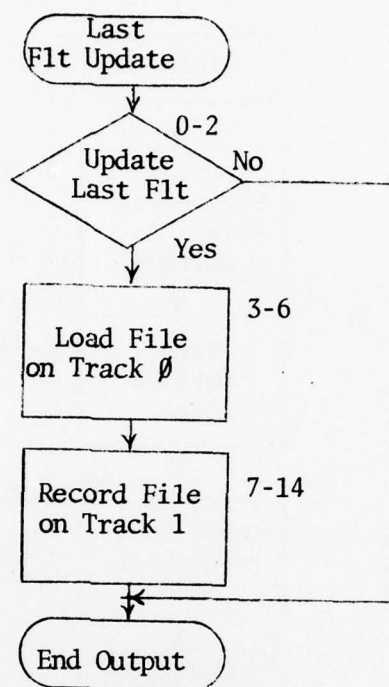 Last
Flt Update
0-2
Update
Last Flt
No
Yes
3-6
Load File
on Track Ø
Record File
on Track 1
7-14
End Output